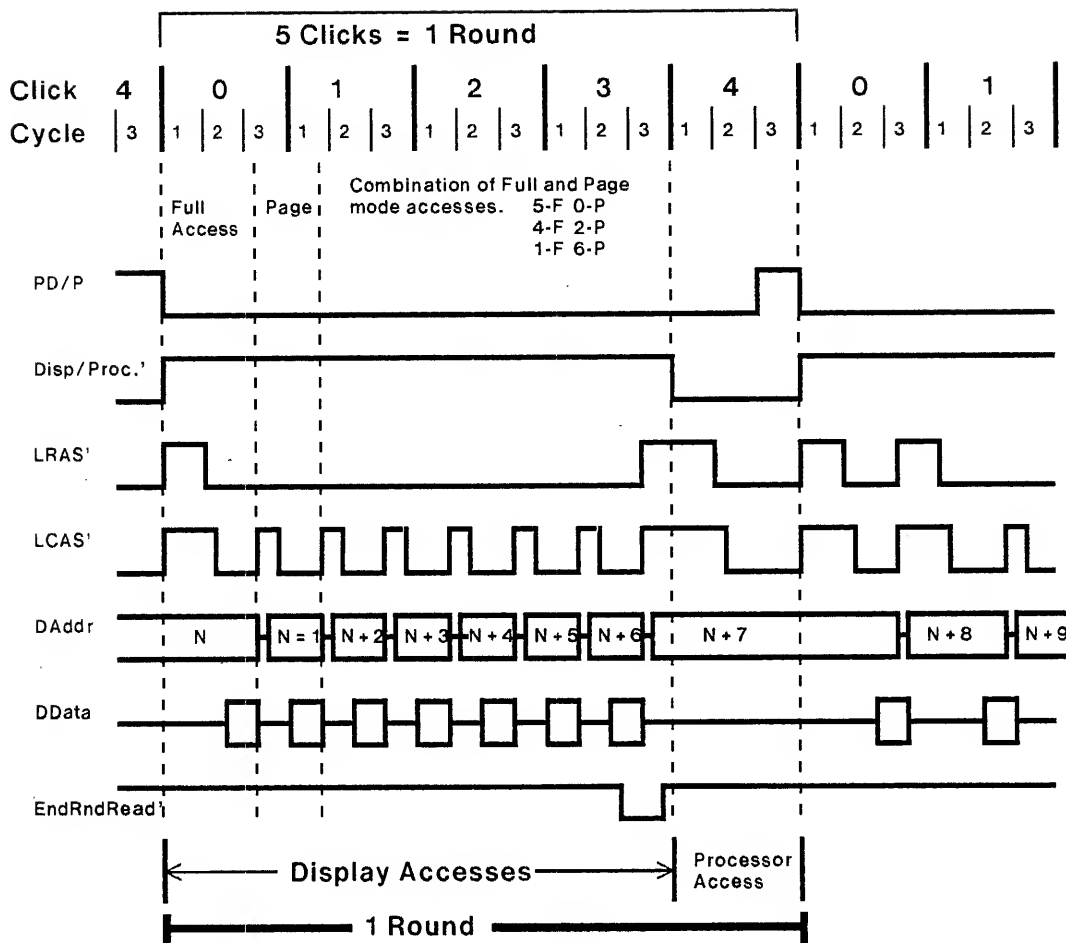 5 Clicks = 1 Round
Click 4 0 1 2 3 4 0 1
Cycle 3 1 2 3 1 2 3 1 2 3 1 2 3 1 2 3 1 2 3 1 2 3
Full Access
Page
Combination of Full and Page
mode accesses. 5-F 0-P
4-F 2-P
1-F 6-P
PD/P
Disp/Proc.'
LRAS'
LCAS'
DAddr N N = 1 N + 2 N + 3 N + 4 N + 5 N + 6 N + 7 N + 8 N + 9
DData
EndRndRead'
Display Accesses
Processor
Access
1 Round